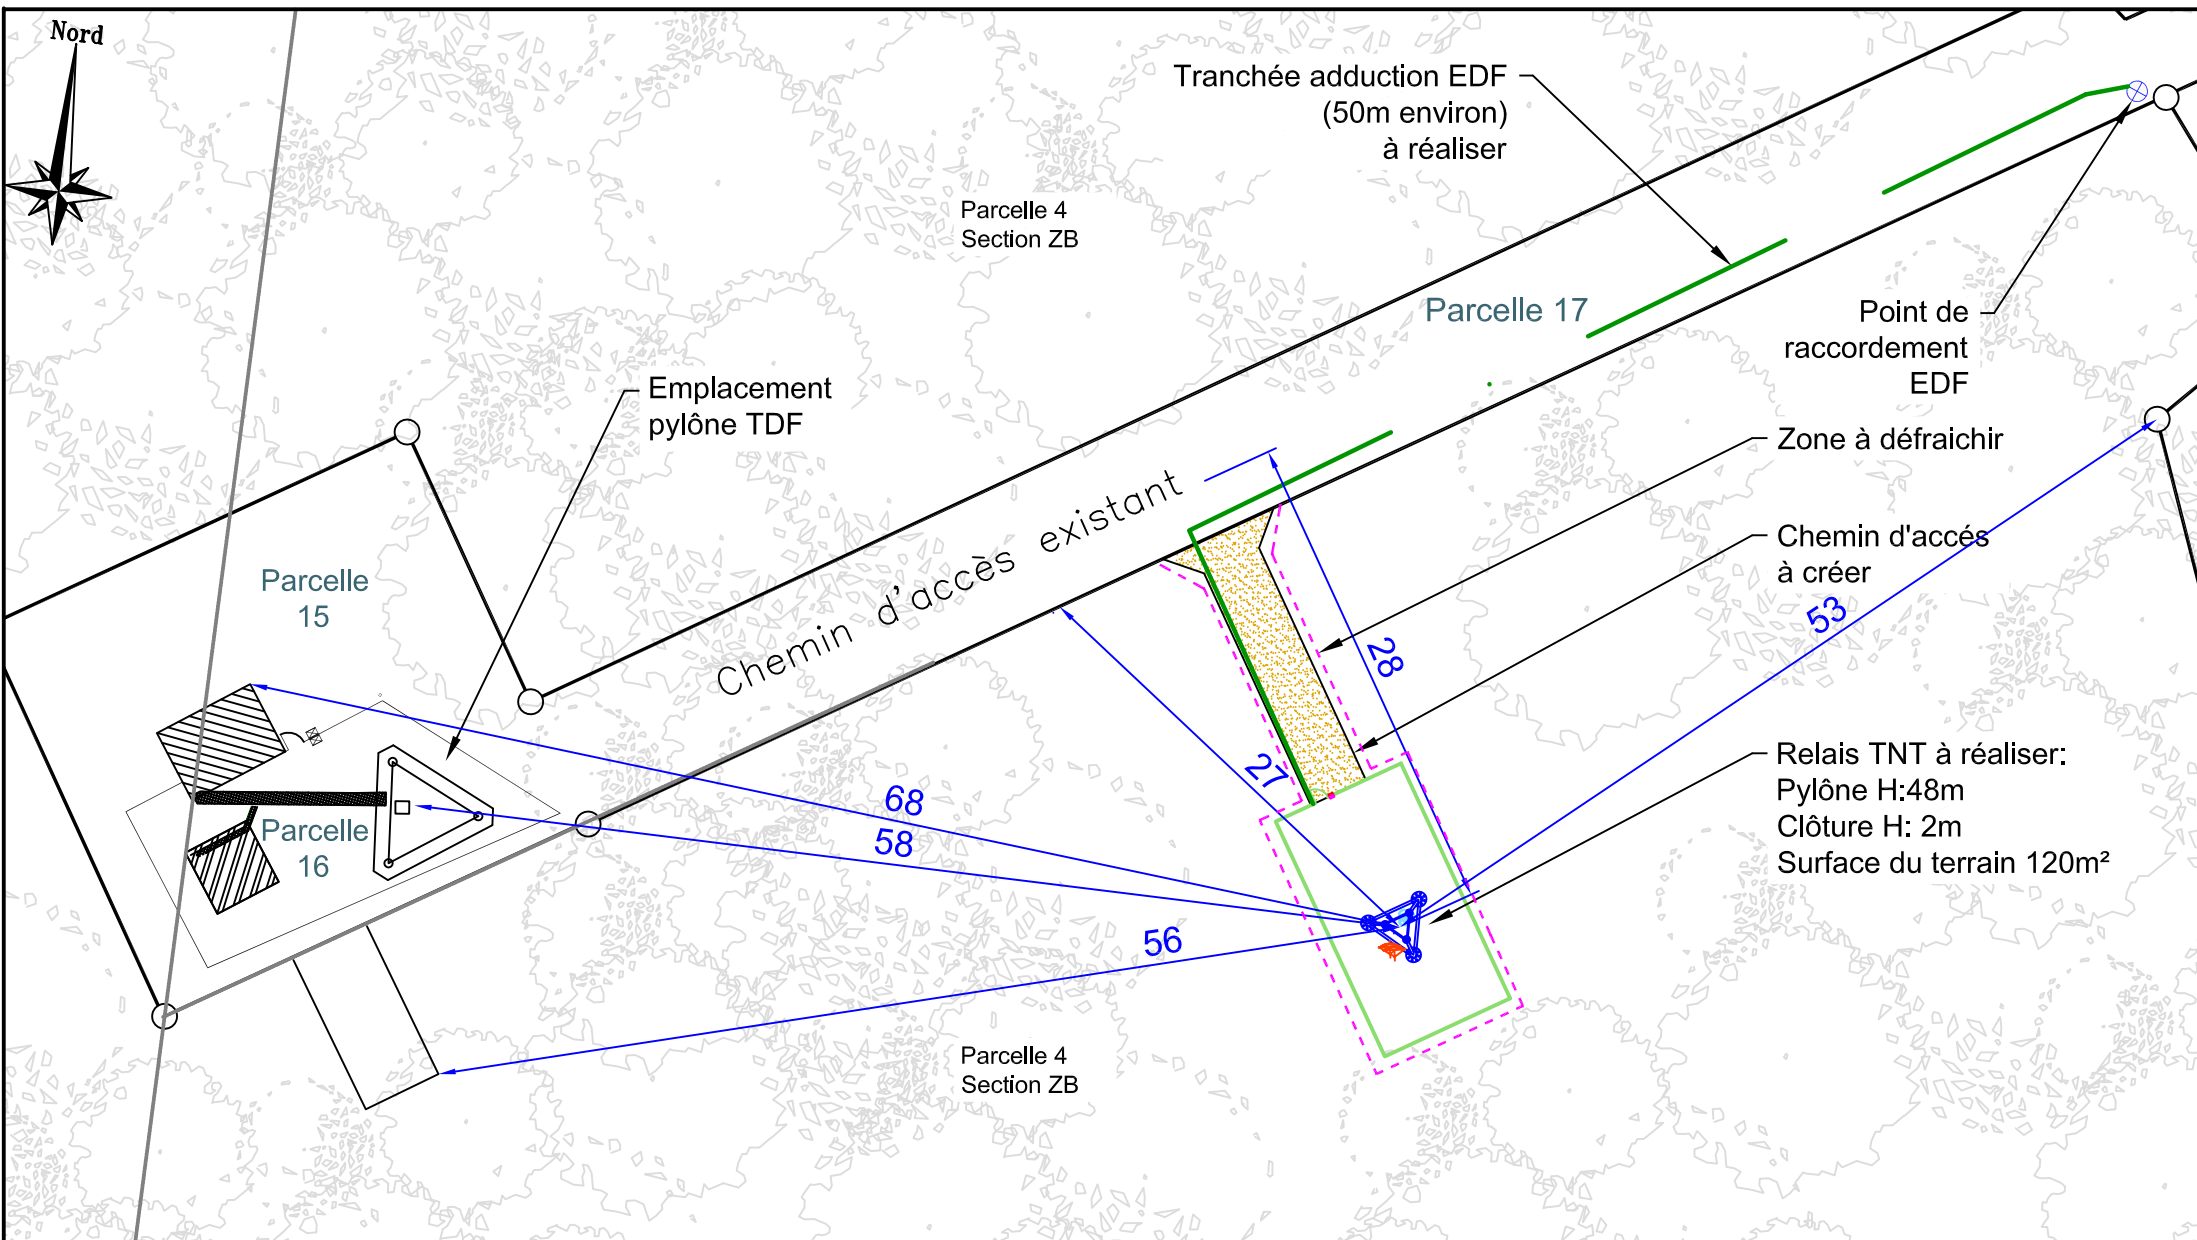 Nord
Tranchée adduction EDF
(50m environ)
à réaliser
Parcelle 4
Section ZB
Parcelle 17
Point de
raccordement
EDF
Emplacement
pylône TDF
Zone à défraichir
Chemin d'accès existant
Chemin d'accés
à créer
Parcelle
15
53
28
27
Relais TNT à réaliser:
Pylône H:48m
Clôture H: 2m
Surface du terrain 120m²
68
58
Parcelle
16
56
Parcelle 4
Section ZB